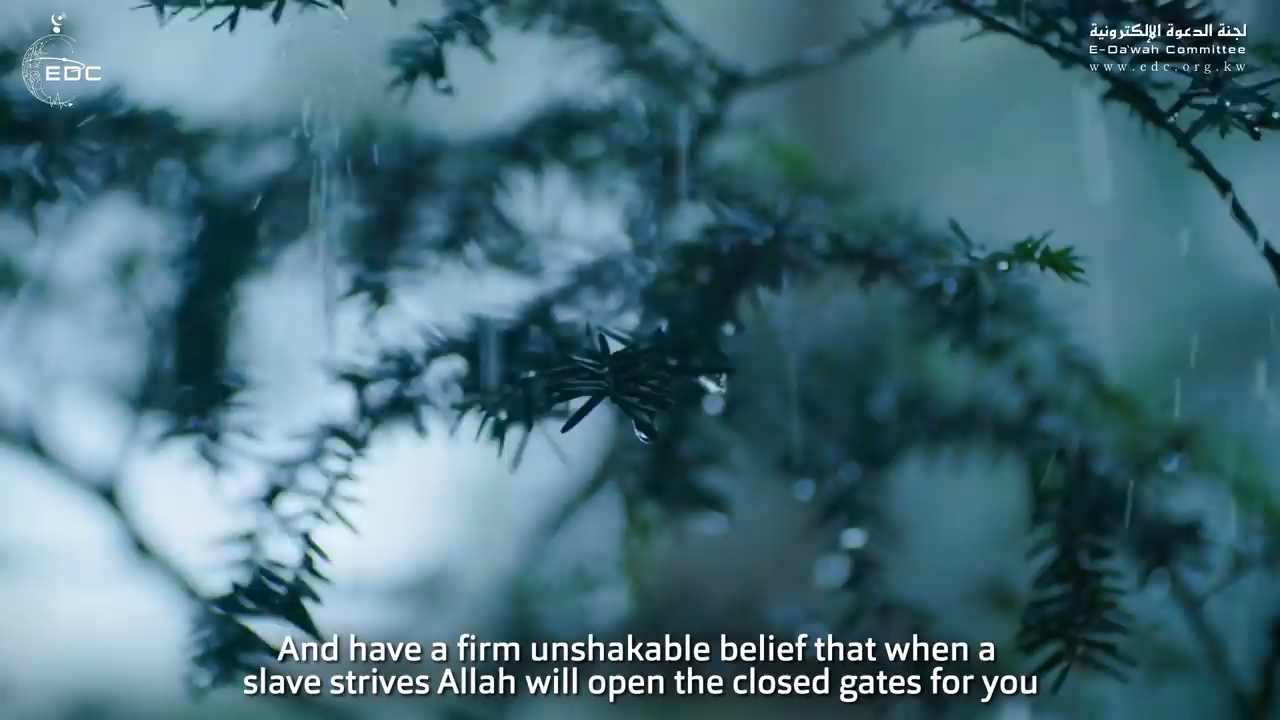 EDC
لجنة الدعوة الإلكترونية
E-Da'wah Committee
www.edc.org.kw
And have a firm unshakable belief that when a
slave strives Allah will open the closed gates for you